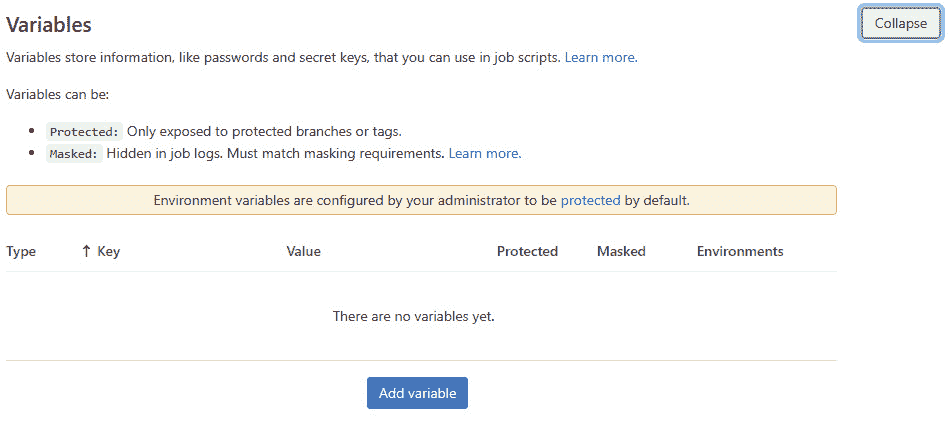 Variables
Collapse
Variables store information, like passwords and secret keys, that you can use in job scripts. Learn more.
Variables can be:
• Protected: Only exposed to protected branches or tags.
• Masked: Hidden in job logs. Must match masking requirements. Learn more.
Environment variables are configured by your administrator to be protected by default.
Type ↑ Key Value Protected Masked Environments
There are no variables yet.
Add variable